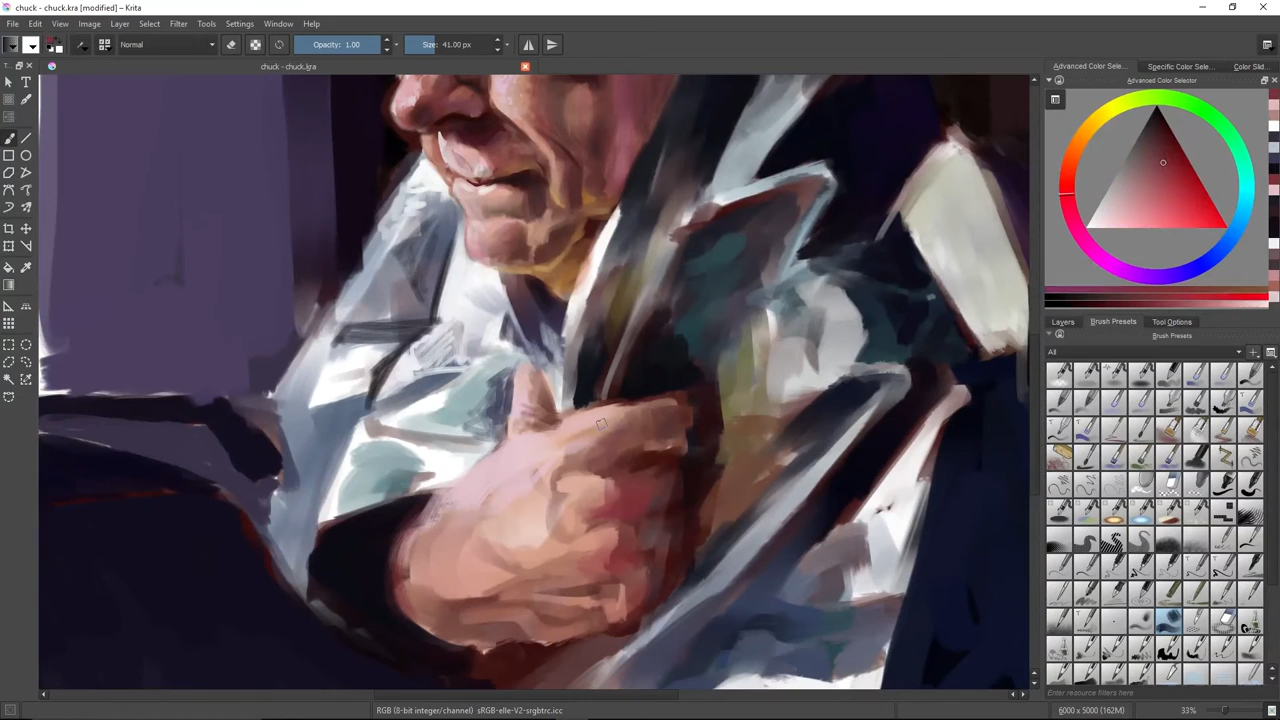 chuck - chuck.kra [modified] - Krita
File Edit View Image Layer Select Filter Tools Settings Window Help
Normal Opacity: 1.00 Size: 41.00 px
chuck - chuck.kra
Advanced Color Sele... Specific Color Sele... Color Slid...
Advanced Color Selector
Layers Brush Presets Tool Options
Brush Presets
All
Enter resource filters here
RGB (8-bit integer/channel) sRGB-elle-V2-srgbtrc.icc 6000 x 5000 (162M) 33%